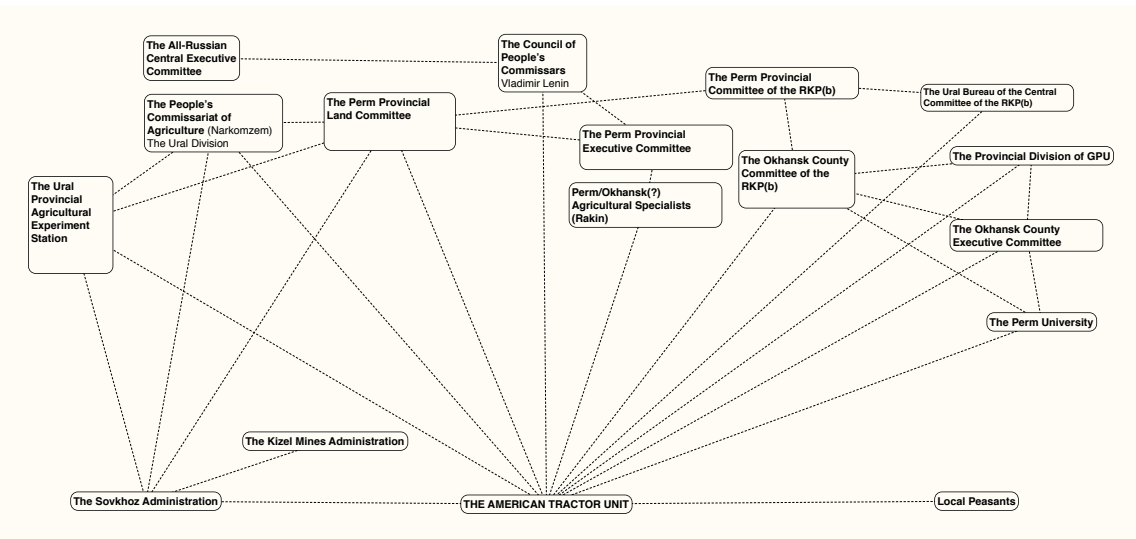 The All-Russian
Central Executive
Committee
The Council of
People's
Commissars
Vladimir Lenin
The Perm Provincial
Committee of the RKP(b)
The Ural Bureau of the Central
Committee of the RKP(b)
The People's
Commissariat of
Agriculture (Narkomzem)
The Ural Division
The Perm Provincial
Land Committee
The Perm Provincial
Executive Committee
The Okhansk County
Committee of the
RKP(b)
The Provincial Division of GPU
The Ural
Provincial
Agricultural
Experiment
Station
Perm/Okhansk(?)
Agricultural Specialists
(Rakin)
The Okhansk County
Executive Committee
The Perm University
The Kizel Mines Administration
The Sovkhoz Administration
THE AMERICAN TRACTOR UNIT
Local Peasants